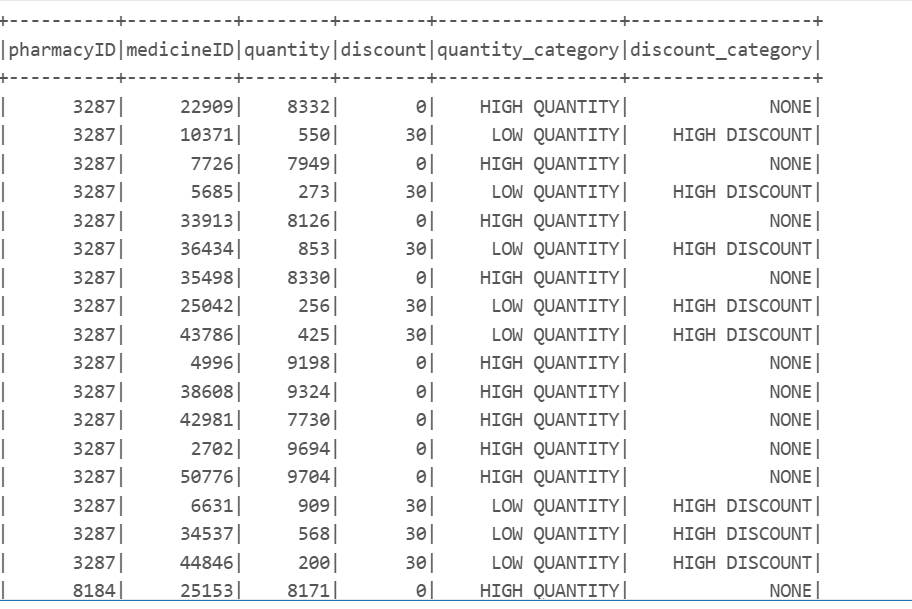 +----------+----------+--------+--------+-----------------+-----------------+
|pharmacyID|medicineID|quantity|discount|quantity_category|discount_category|
+----------+----------+--------+--------+-----------------+-----------------+
|      3287|     22909|    8332|       0|    HIGH QUANTITY|             NONE|
|      3287|     10371|     550|      30|     LOW QUANTITY|    HIGH DISCOUNT|
|      3287|      7726|    7949|       0|    HIGH QUANTITY|             NONE|
|      3287|      5685|     273|      30|     LOW QUANTITY|    HIGH DISCOUNT|
|      3287|     33913|    8126|       0|    HIGH QUANTITY|             NONE|
|      3287|     36434|     853|      30|     LOW QUANTITY|    HIGH DISCOUNT|
|      3287|     35498|    8330|       0|    HIGH QUANTITY|             NONE|
|      3287|     25042|     256|      30|     LOW QUANTITY|    HIGH DISCOUNT|
|      3287|     43786|     425|      30|     LOW QUANTITY|    HIGH DISCOUNT|
|      3287|      4996|    9198|       0|    HIGH QUANTITY|             NONE|
|      3287|     38608|    9324|       0|    HIGH QUANTITY|             NONE|
|      3287|     42981|    7730|       0|    HIGH QUANTITY|             NONE|
|      3287|      2702|    9694|       0|    HIGH QUANTITY|             NONE|
|      3287|     50776|    9704|       0|    HIGH QUANTITY|             NONE|
|      3287|      6631|     909|      30|     LOW QUANTITY|    HIGH DISCOUNT|
|      3287|     34537|     568|      30|     LOW QUANTITY|    HIGH DISCOUNT|
|      3287|     44846|     200|      30|     LOW QUANTITY|    HIGH DISCOUNT|
|      8184|     25153|    8171|       0|    HIGH QUANTITY|             NONE|